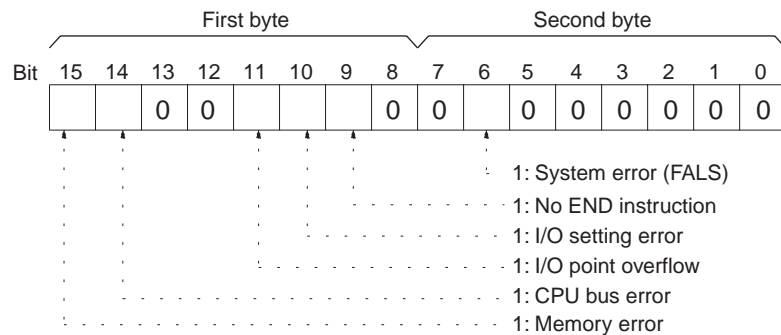 First byte Second byte
Bit 15 14 13 12 11 10 9 8 7 6 5 4 3 2 1 0
0 0 0 0 0 0 0 0 0 0
1: System error (FALS)
1: No END instruction
1: I/O setting error
1: I/O point overflow
1: CPU bus error
1: Memory error